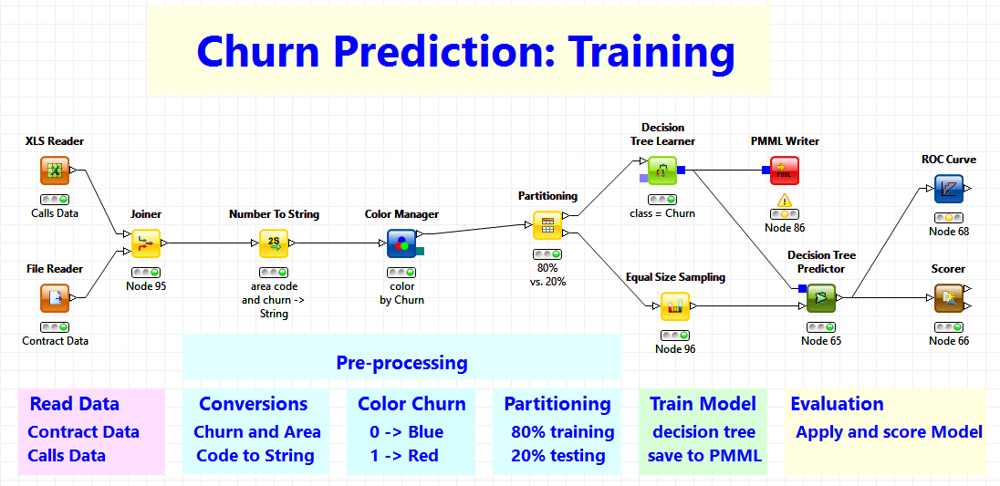 Churn Prediction: Training
XLS Reader
Calls Data
File Reader
Contract Data
Joiner
Node 95
Number To String
2S
area code
and churn ->
String
Color Manager
color
by Churn
Partitioning
80%
vs. 20%
Decision
Tree Learner
class = Churn
PMML Writer
PMML
Node 86
Equal Size Sampling
Node 96
Decision Tree
Predictor
Node 65
ROC Curve
Node 68
Scorer
Node 66
Pre-processing
Read Data
Contract Data
Calls Data
Conversions
Churn and Area
Code to String
Color Churn
0 -> Blue
1 -> Red
Partitioning
80% training
20% testing
Train Model
decision tree
save to PMML
Evaluation
Apply and score Model